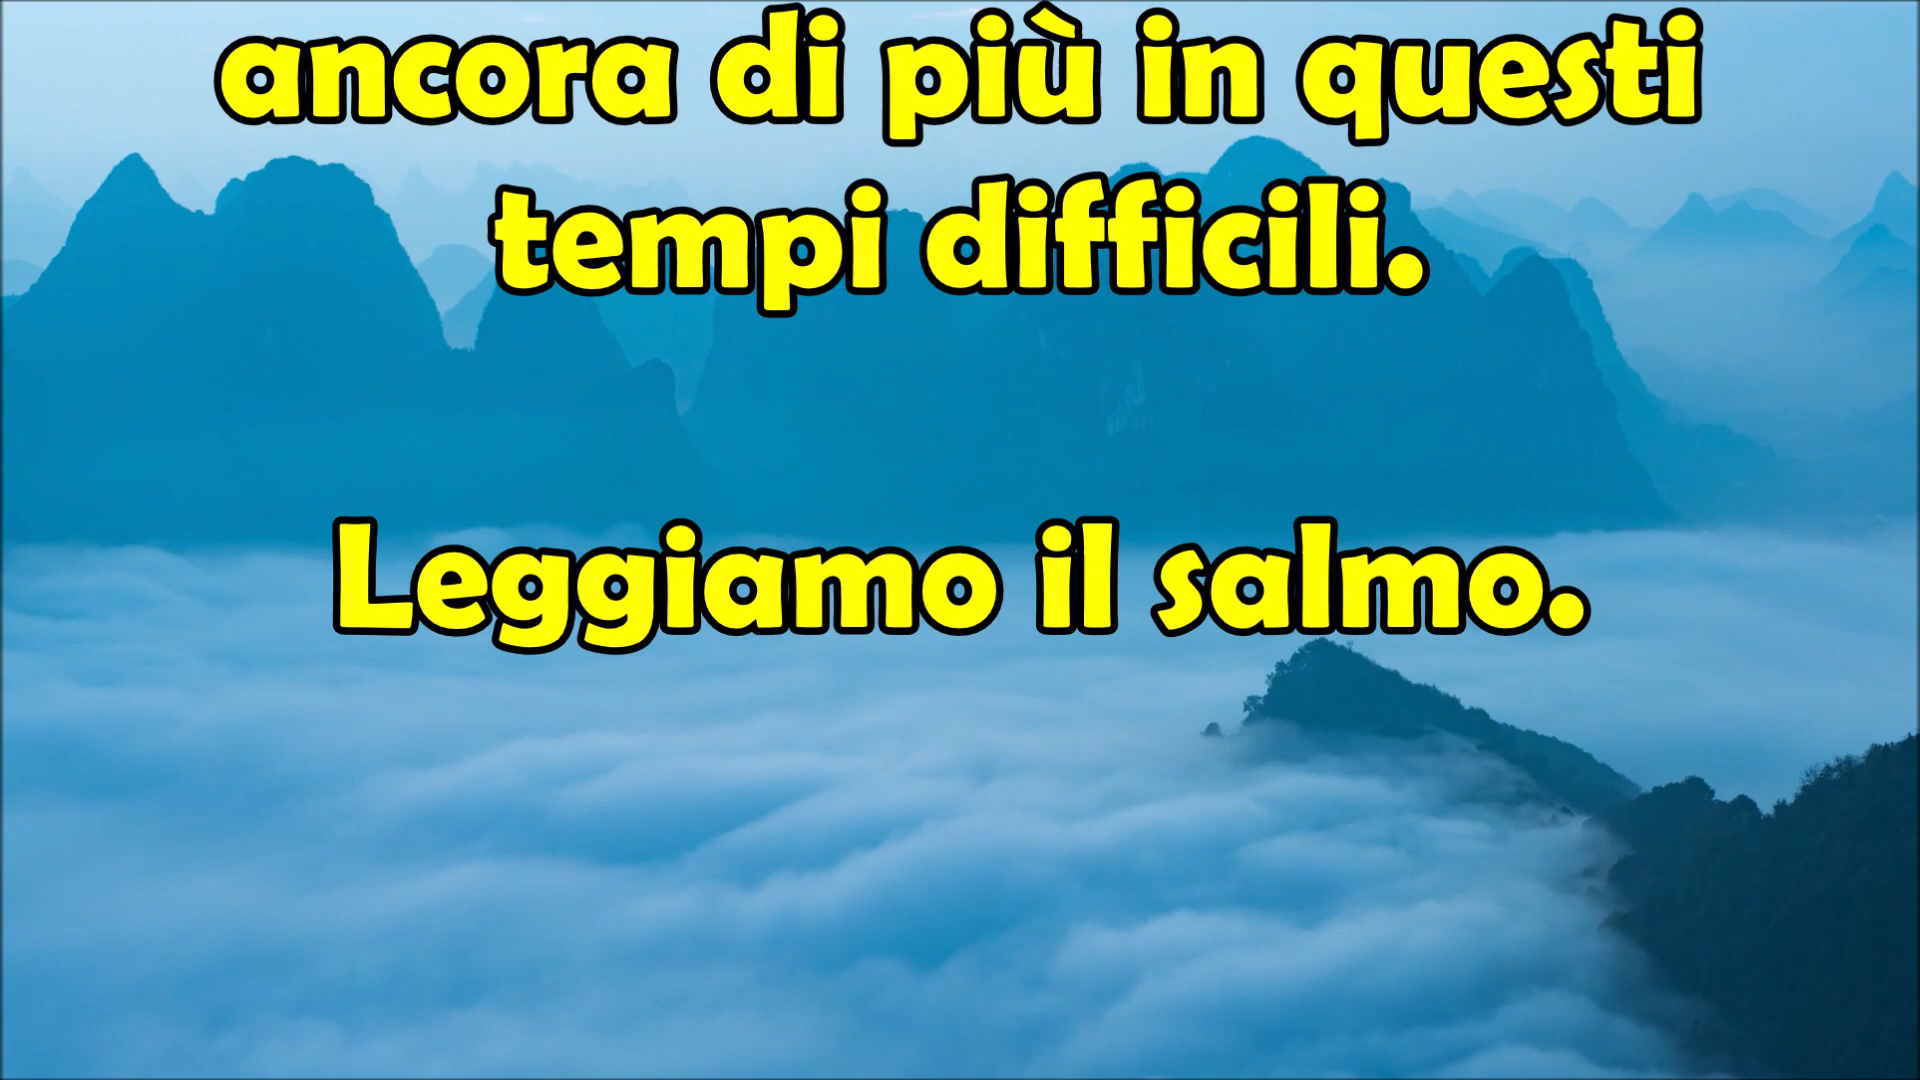 ancora di più in questi
tempi difficili.
Leggiamo il salmo.